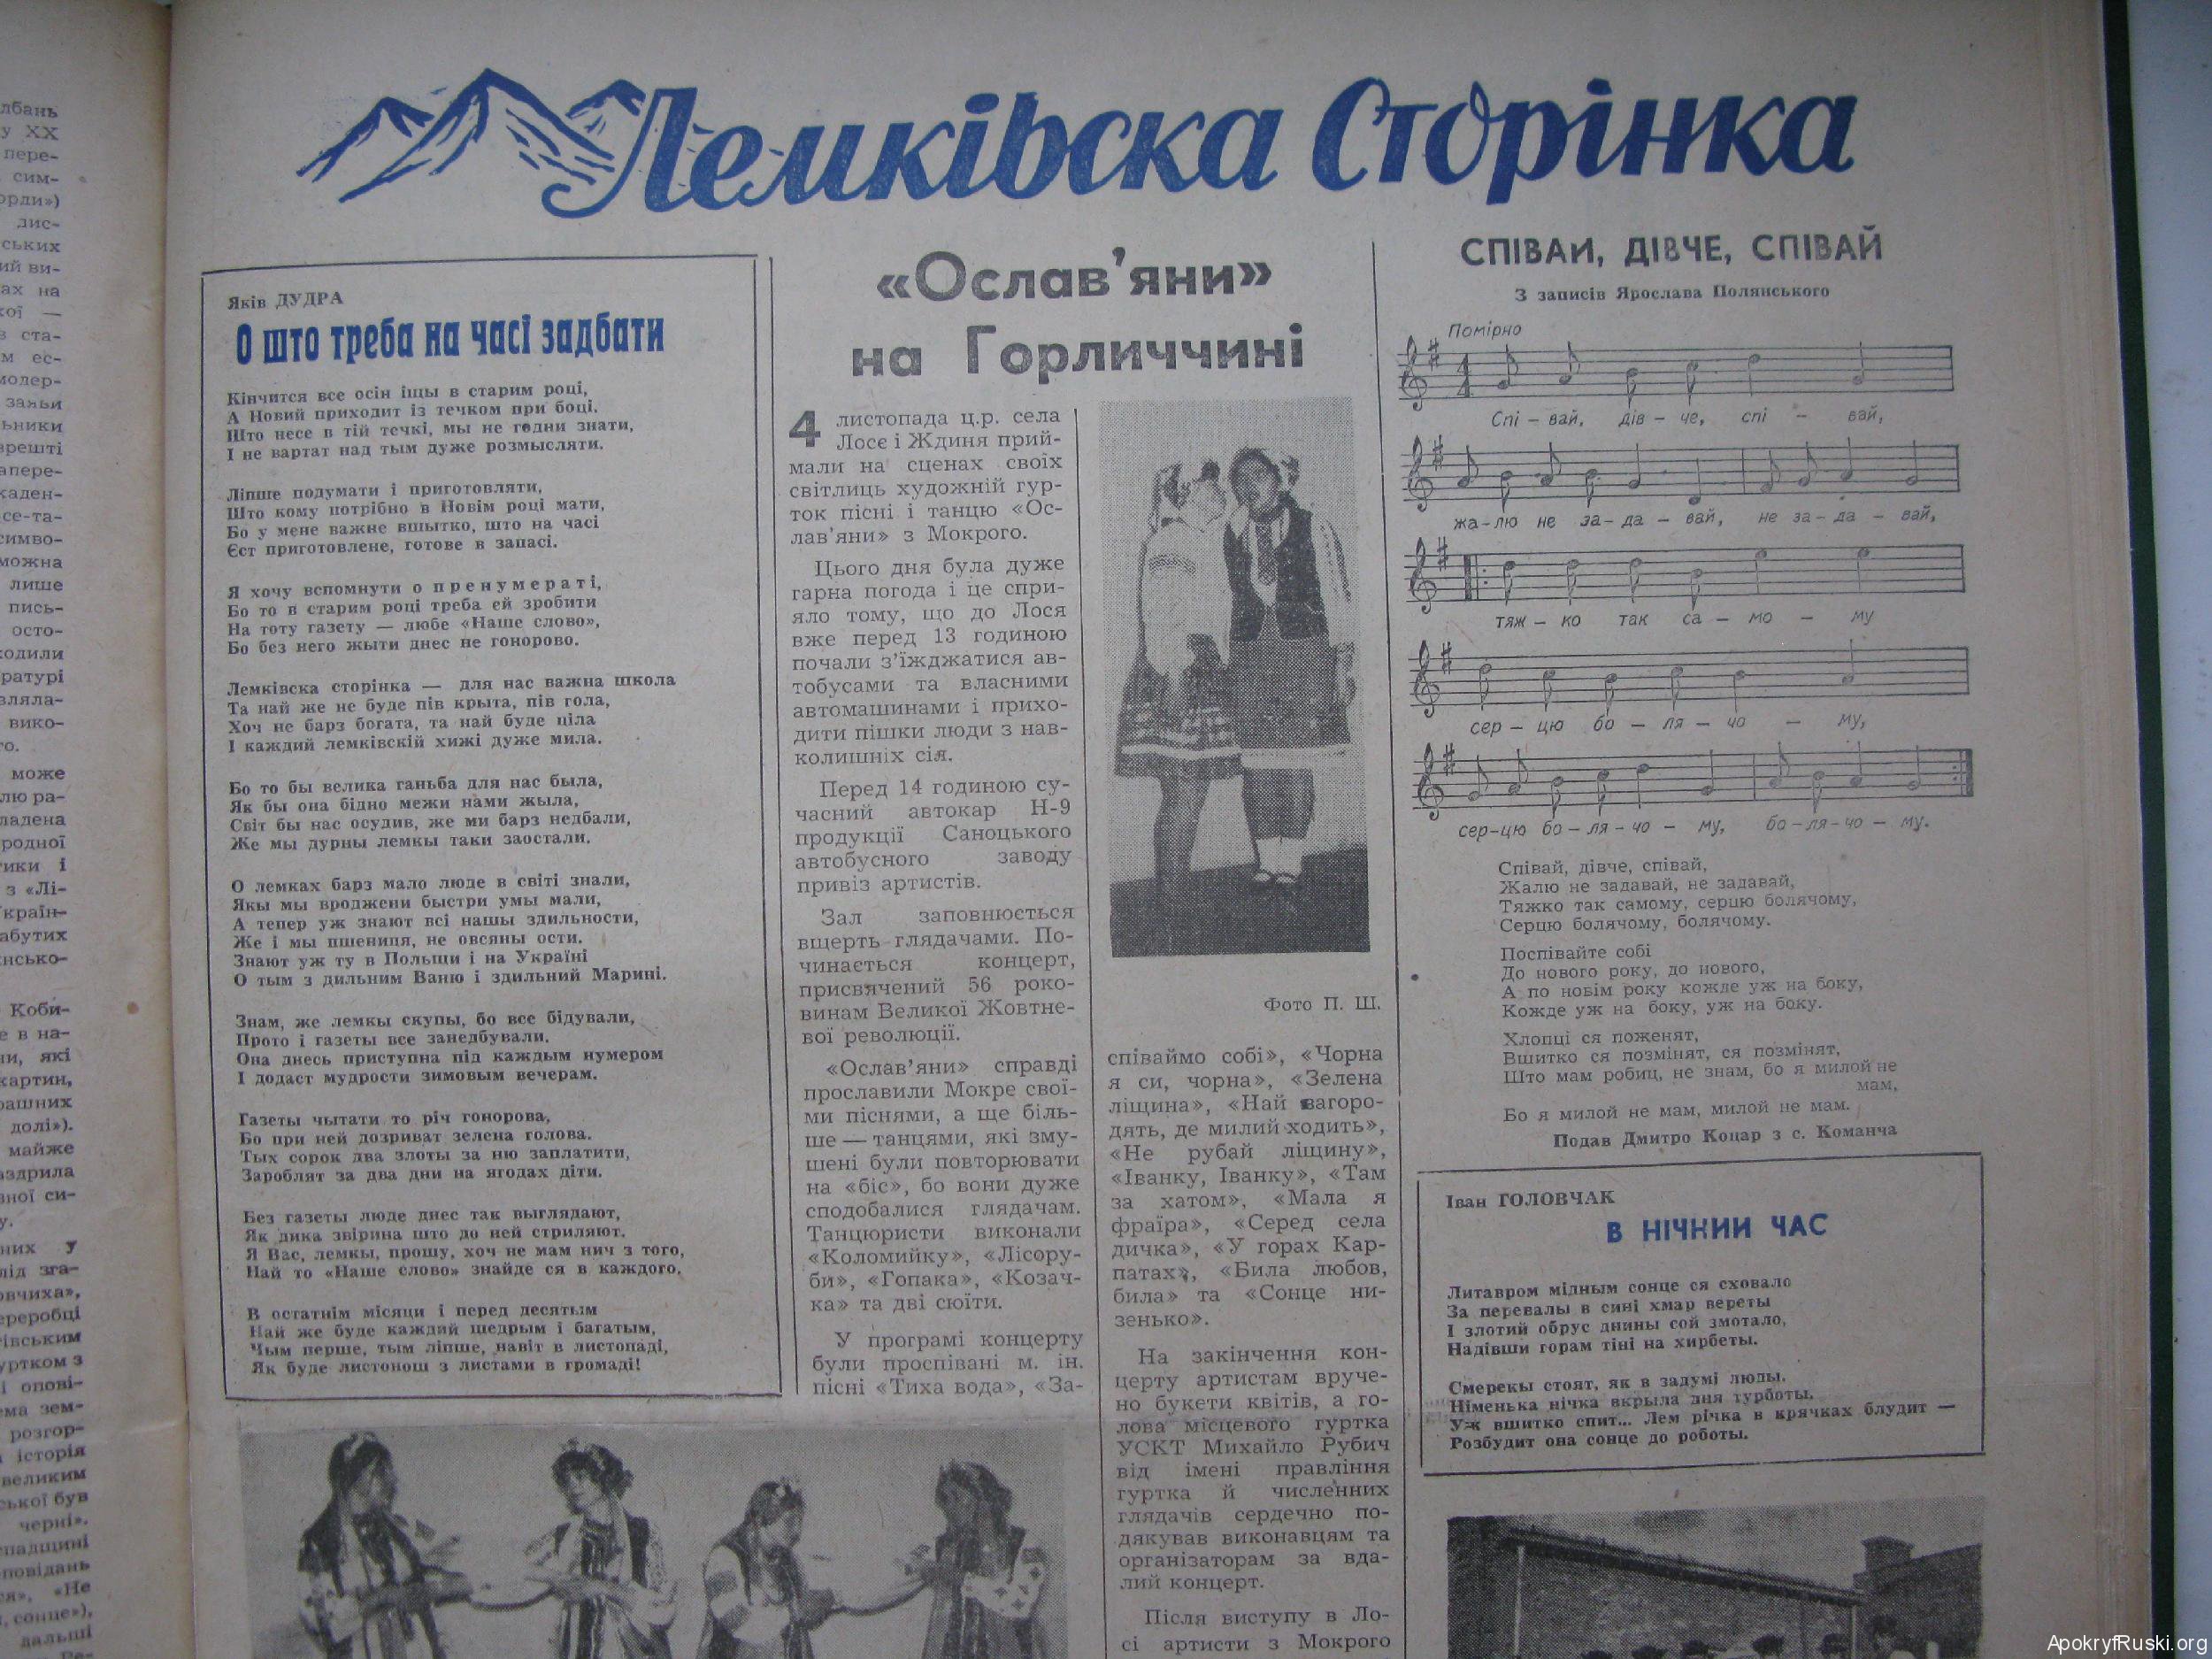 Лемківска Сторінка
Яків ДУДРА
О што треба на часі задбати
Кінчится все осін іщы в старим році,
А Новий приходит із течком при боці.
Што несе в тій течкі, мы не годни знати,
І не вартат над тым дуже розмысляти.
Ліпше подумати і приготовляти,
Што кому потрібно в Новім році мати,
Бо у мене важне вшытко, што на часі
Єст приготовлене, готове в запасі.
Я хочу вспомнути о пренумераті,
Бо то в старим році треба ей зробити
На тоту газету — любе «Наше слово»,
Бо без него жыти днес не гонорово.
Лемківска сторінка — для нас важна школа
Та най же не буде пів крыта, пів гола,
Хоч не барз богата, та най буде ціла
І каждий лемківскій хижі дуже мила.
Бо то бы велика ганьба для нас была,
Як бы она бідно межи нами жыла,
Світ бы нас осудив, же ми барз недбали,
Же мы дурны лемкы таки заостали.
О лемках барз мало люде в світі знали,
Якы мы вроджени быстри умы мали,
А тепер уж знают всі нашы здильности,
Же і мы пшениця, не овсяны ости.
Знают уж ту в Польщи і на Україні
О тым з дильним Ваню і здильний Марині.
Знам, же лемкы скупы, бо все бідували,
Прото і газеты все занедбували.
Она днесь приступна під каждым нумером
І додаст мудрости зимовым вечерам.
Газеты чытати то річ гонорова,
Бо при ней дозриват зелена голова.
Тых сорок два злоты за ню заплатити,
Зароблят за два дни на ягодах діти.
Без газеты люде днес так выглядают,
Як дика звірина што до ней стриляют.
Я Вас, лемкы, прошу, хоч не мам нич з того,
Най то «Наше слово» знайде ся в каждого.
В остатнім місяци і перед десятым
Най же буде каждий щедрым і багатым,
Чым перше, тым ліпше, навіт в листопаді,
Як буде листонош з листами в громаді!
«Ослав'яни»
на Горличчині
4 листопада ц.р. села
Лосє і Ждиня прий-
мали на сценах своїх
світлиць художній гур-
ток пісні і танцю «Ос-
лав'яни» з Мокрого.
Цього дня була дуже
гарна погода і це спри-
яло тому, що до Лося
вже перед 13 годиною
почали з'їжджатися ав-
тобусами та власними
автомашинами і прихо-
дити пішки люди з нав-
колишніх сіл.
Перед 14 годиною су-
часний автокар Н-9
продукції Саноцького
автобусного заводу
привіз артистів.
Зал заповнюється
вщерть глядачами. По-
чинається концерт,
присвячений 56 роко-
винам Великої Жовтне-
вої революції.
«Ослав'яни» справді
прославили Мокре свої-
ми піснями, а ще біль-
ше — танцями, які зму-
шені були повторювати
на «біс», бо вони дуже
сподобалися глядачам.
Танцюристи виконали
«Коломийку», «Лісору-
би», «Гопака», «Козач-
ка» та дві сюїти.
У програмі концерту
були проспівані м. ін.
пісні «Тиха вода», «За-
Фото П. Ш.
співаймо собі», «Чорна
я си, чорна», «Зелена
ліщина», «Най загоро-
дять, де милий ходить»,
«Не рубай ліщину»,
«Іванку, Іванку», «Там
за хатом», «Мала я
фраїра», «Серед села
дичка», «У горах Кар-
патах», «Била любов,
била» та «Сонце ни-
зенько».
На закінчення кон-
церту артистам вруче-
но букети квітів, а го-
лова місцевого гуртка
УСКТ Михайло Рубич
від імені правління
гуртка й численних
глядачів сердечно по-
дякував виконавцям та
організаторам за вда-
лий концерт.
Після виступу в Ло-
сі артисти з Мокрого
СПІВАЙ, ДІВЧЕ, СПІВАЙ
З записів Ярослава Полянського
Помірно
Спі – вай, дів – че, спі – вай,
жа-лю не за-да – вай, не за-да – вай,
тяж – ко так са – мо – му
сер – цю бо – ля – чо – му,
сер-цю бо-ля-чо – му, бо-ля-чо – му.
Співай, дівче, співай,
Жалю не задавай, не задавай,
Тяжко так самому, серцю болячому,
Серцю болячому, болячому.
Поспівайте собі
До нового року, до нового,
А по новім року кожде уж на боку,
Кожде уж на боку, уж на боку.
Хлопці ся поженят,
Вшитко ся позмінят, ся позмінят,
Што мам робиц, не знам, бо я милой не
мам,
Бо я милой не мам, милой не мам.
Подав Дмитро Коцар з с. Команча
Іван ГОЛОВЧАК
В НІЧНИЙ ЧАС
Литавром мідным сонце ся сховало
За перевалы в сині хмар вереты
І злотий обрус днины сой змотало,
Надівши горам тіні на хирбеты.
Смерекы стоят, як в задумі люды,
Німенька нічка вкрыла дня турботы,
Уж вшитко спит... Лем річка в крячках блудит —
Розбудит она сонце до роботы.
ApokryfRuski.org